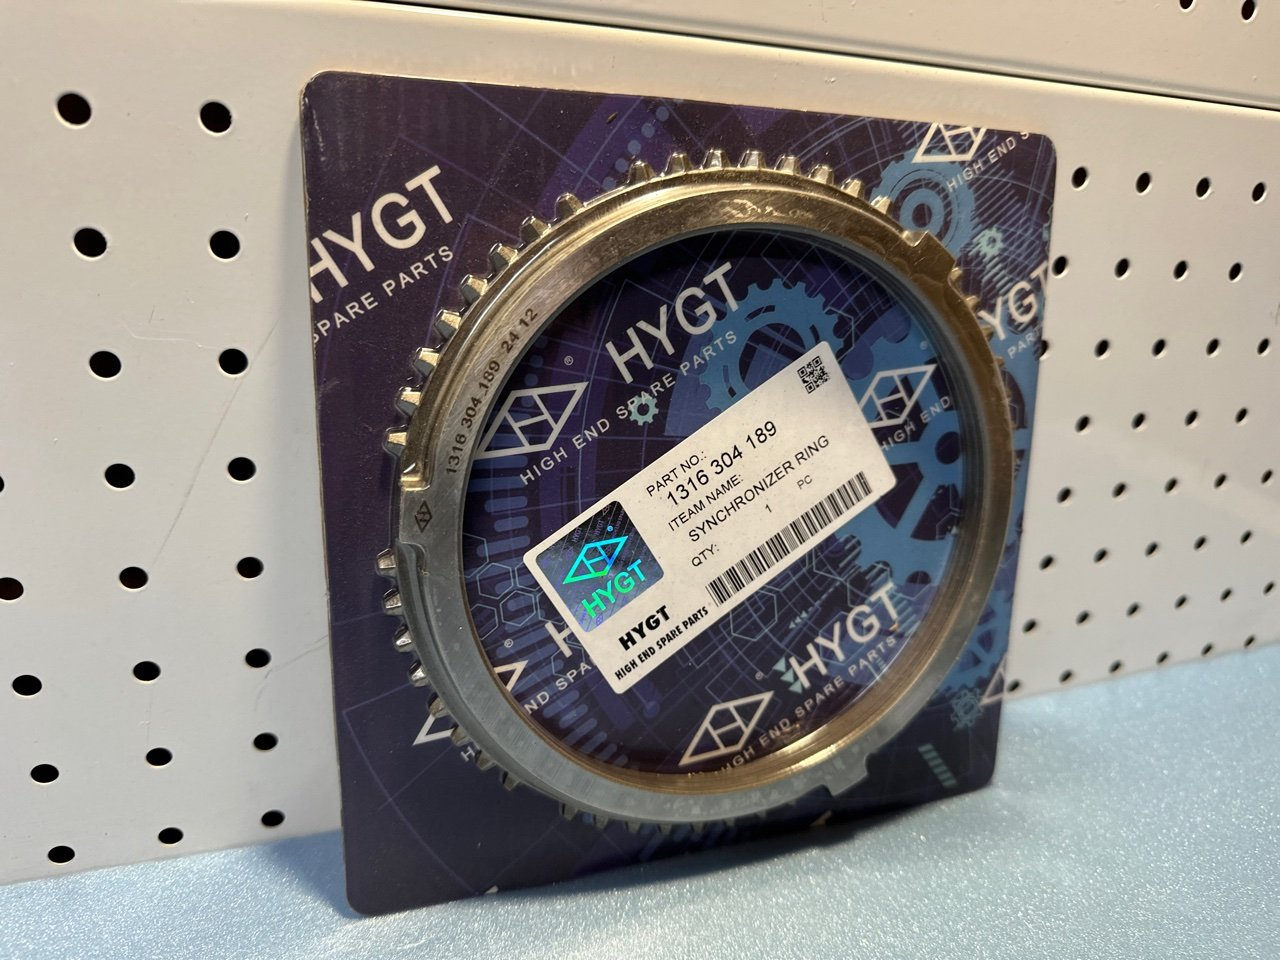 HYGT
SPARE PARTS
HIGH END
HYGT
PARTS
1316 304 189 24 12
®
HYGT
HIGH END SPARE PARTS
®
HIGH END
PART NO.:
1316 304 189
ITEAM NAME:
SYNCHRONIZER RING
QTY: 1 PC
HYGT
HYGT
HIGH END SPARE PARTS
®
HYGT
HIGH END SPARE PARTS